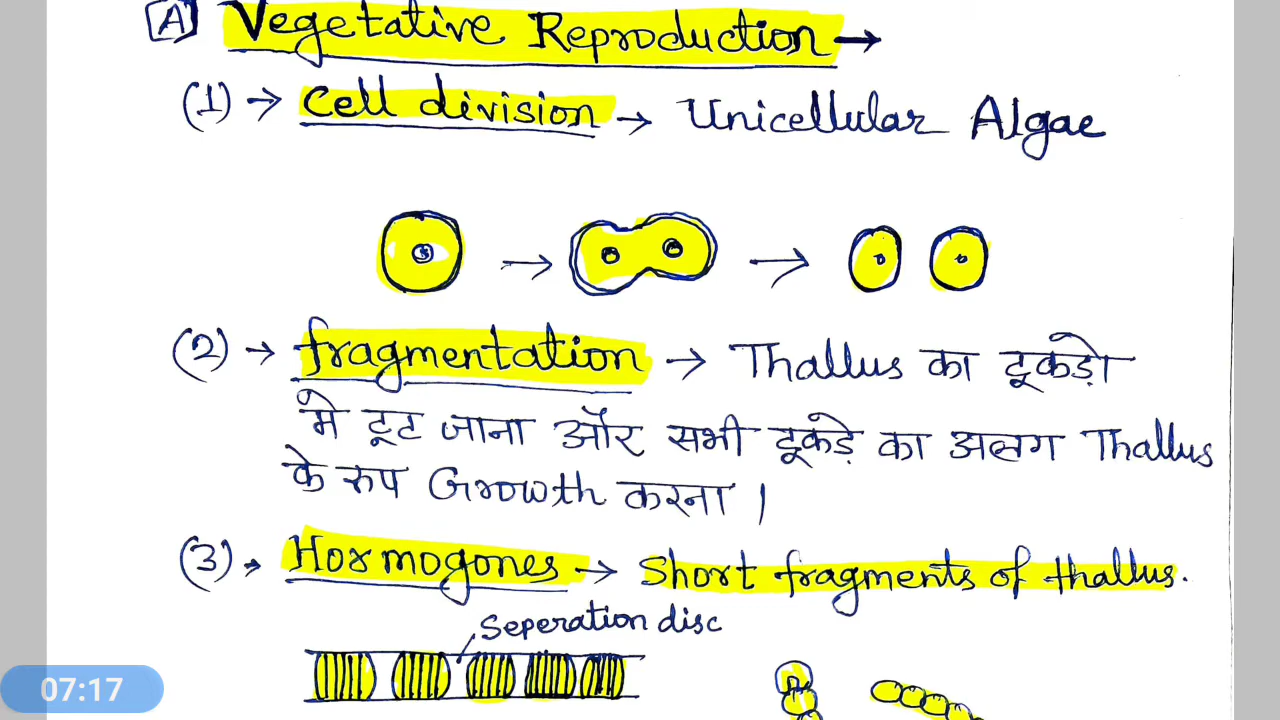 [A] Vegetative Reproduction →
(1) → Cell division → Unicellular Algae
(2) → fragmentation → Thallus का टूकड़ो
मे टूट जाना और सभी टूकड़े का अलग Thallus
के रुप Growth करना ।
(3) → Hormogones → Short fragments of thallus.
Seperation disc
07:17